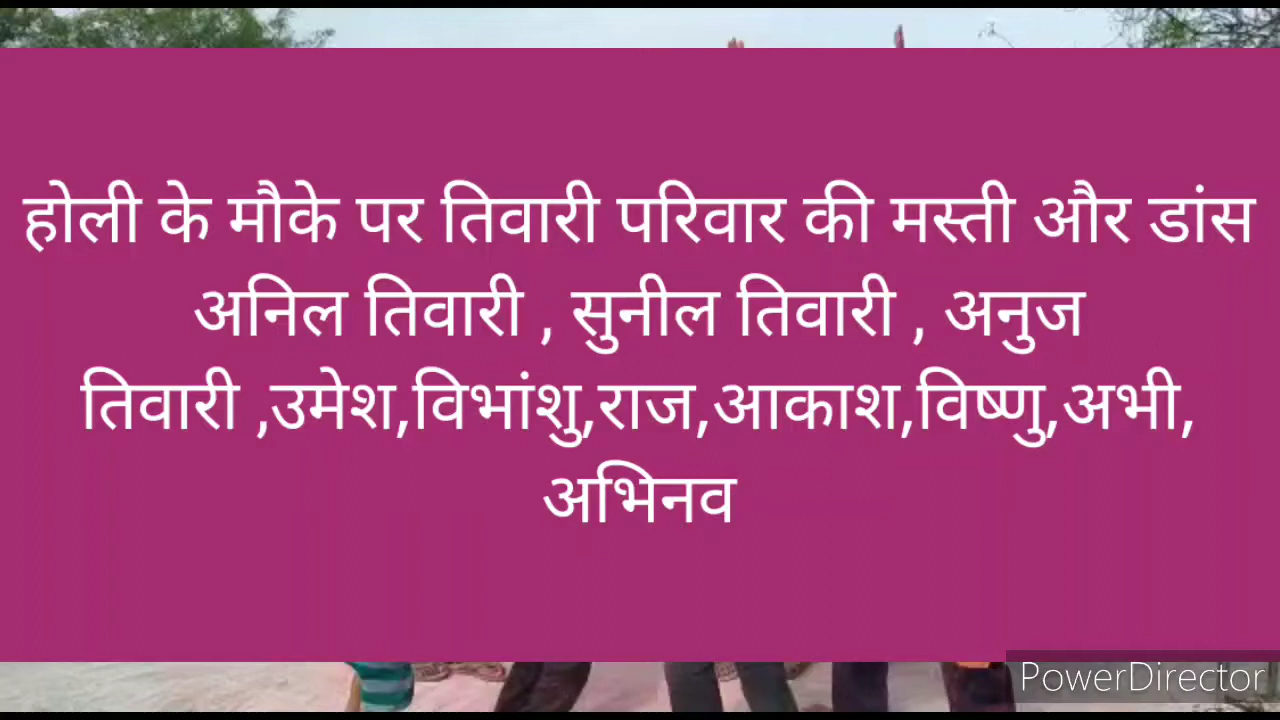 होली के मौके पर तिवारी परिवार की मस्ती और डांस
अनिल तिवारी , सुनील तिवारी , अनुज
तिवारी ,उमेश,विभांशु,राज,आकाश,विष्णु,अभी,
अभिनव
PowerDirector